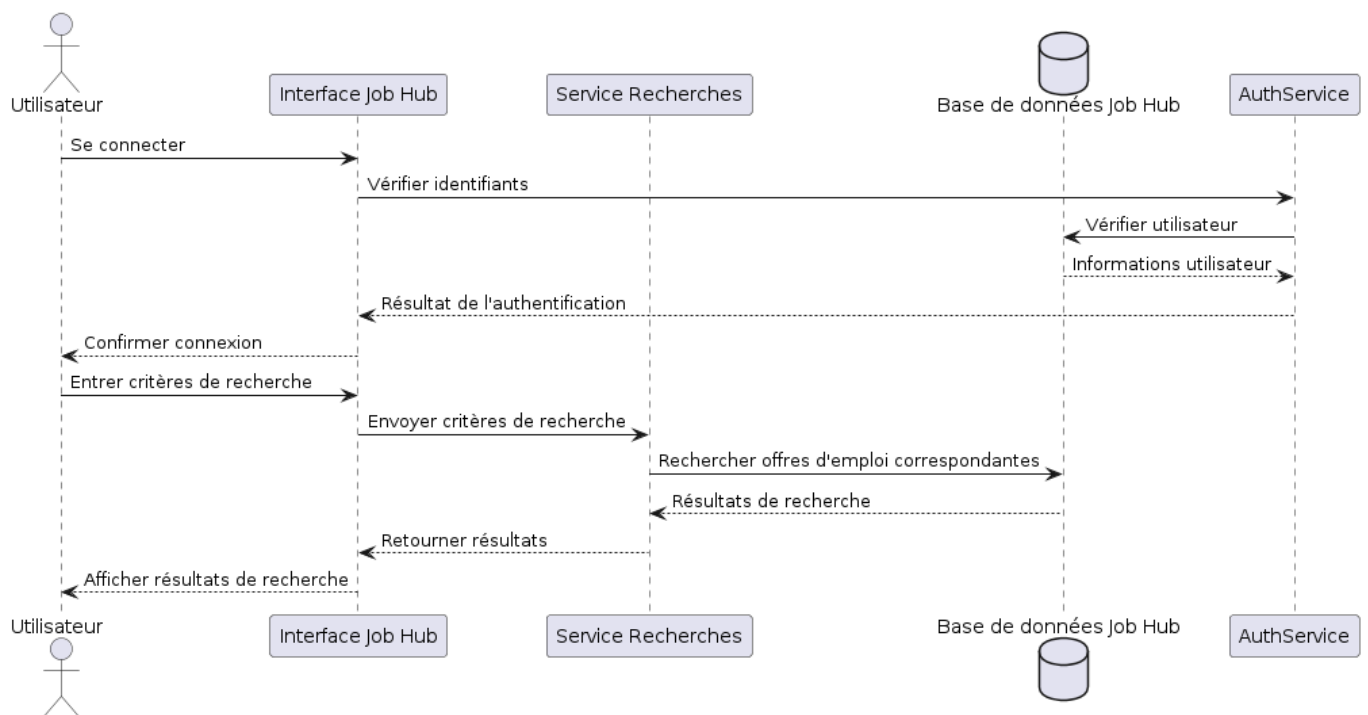 Utilisateur
Interface Job Hub
Service Recherches
Base de données Job Hub
AuthService
Se connecter
Vérifier identifiants
Vérifier utilisateur
Informations utilisateur
Résultat de l'authentification
Confirmer connexion
Entrer critères de recherche
Envoyer critères de recherche
Rechercher offres d'emploi correspondantes
Résultats de recherche
Retourner résultats
Afficher résultats de recherche
Utilisateur
Interface Job Hub
Service Recherches
Base de données Job Hub
AuthService